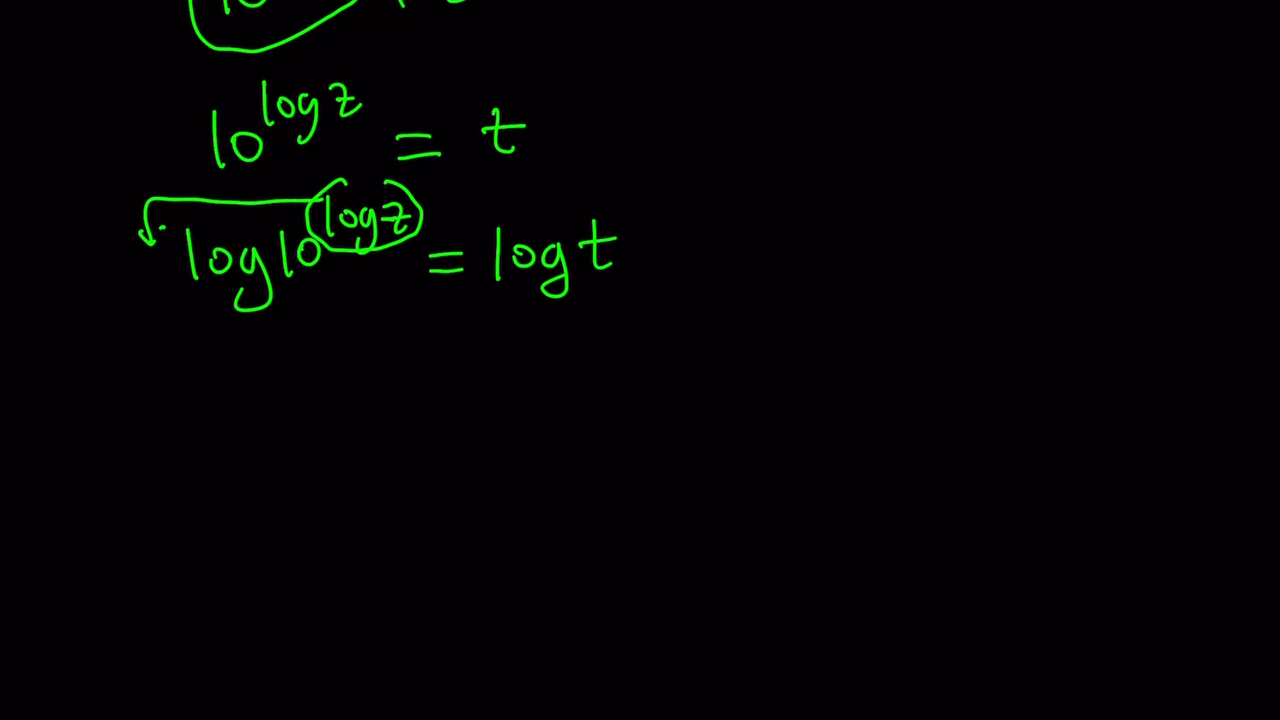 10^{log z} = t
log 10^{(log z)} = log t